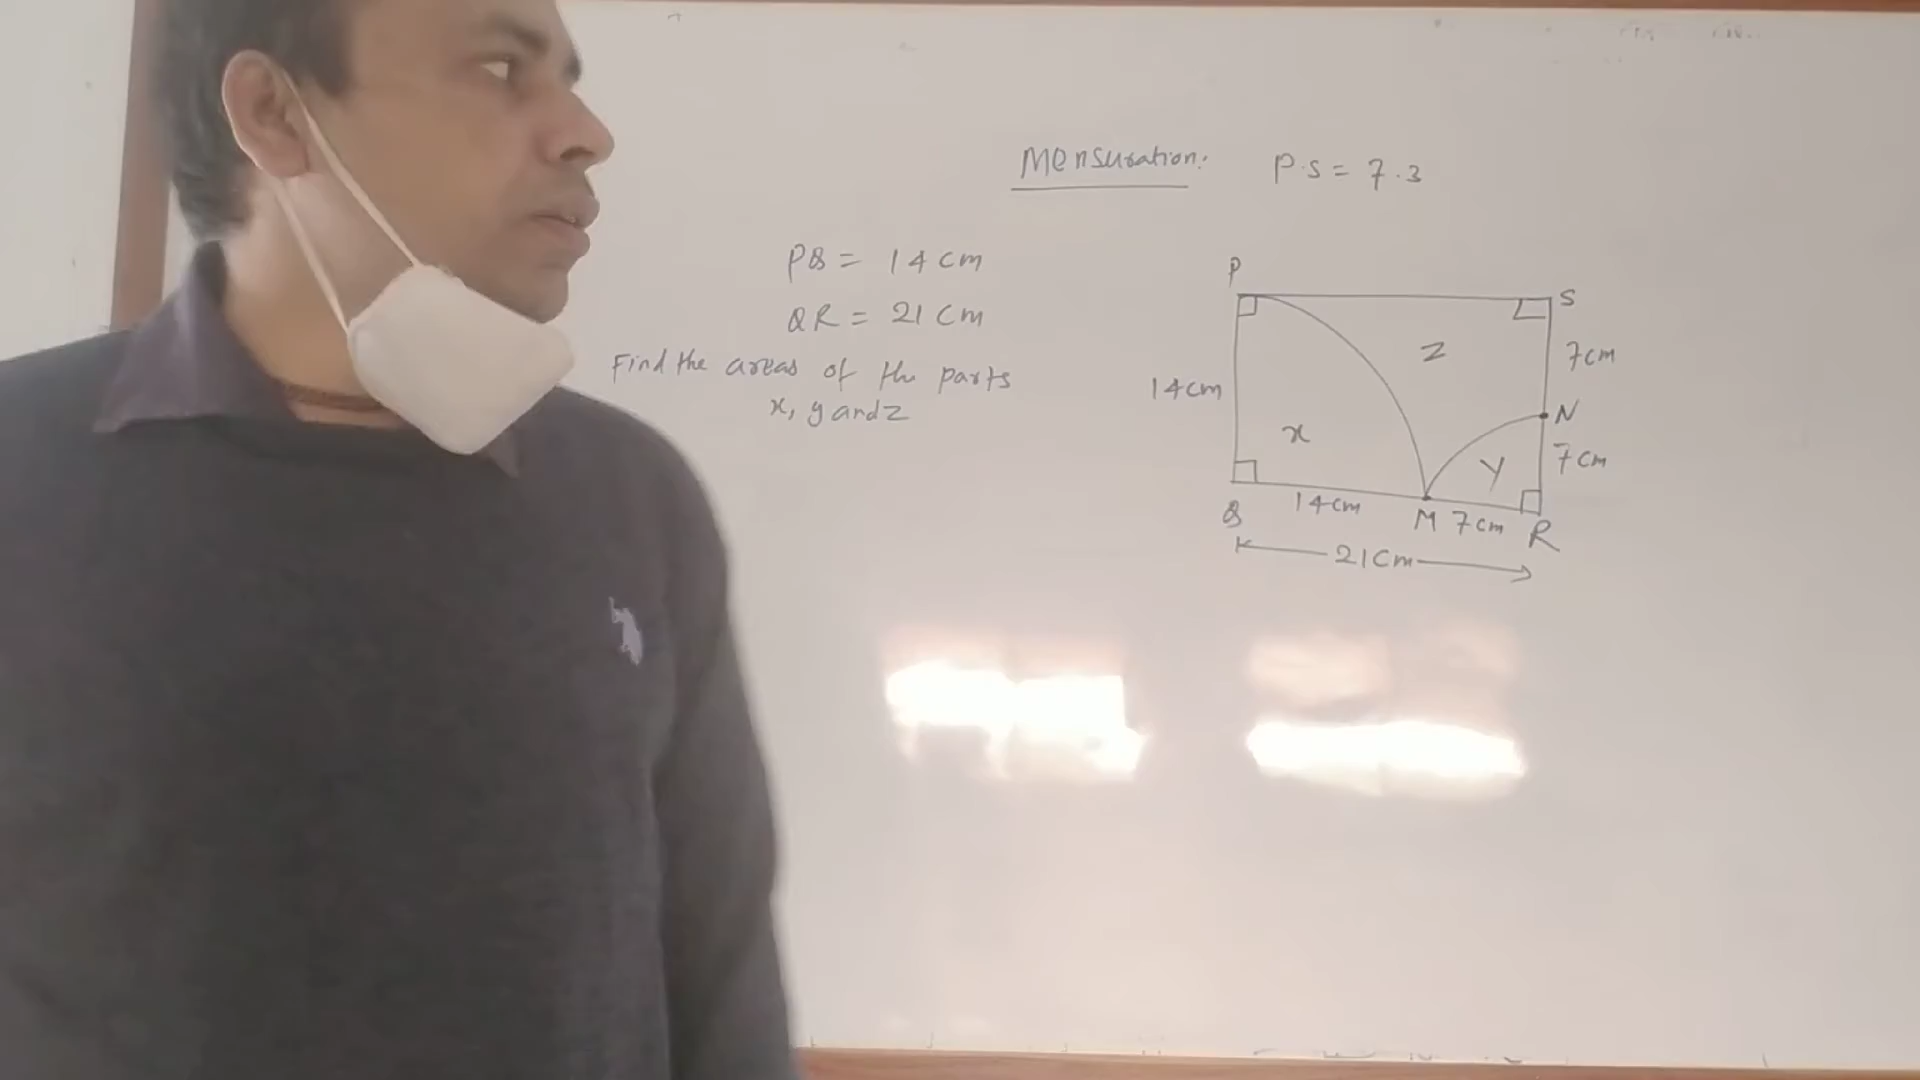 Mensuration: P.S = 7.3
PQ = 14 cm
QR = 21 cm
Find the areas of the parts
x, y and z
P
S
z
7cm
14cm
N
x
y
7cm
Q
14cm
M
7cm
R
21cm